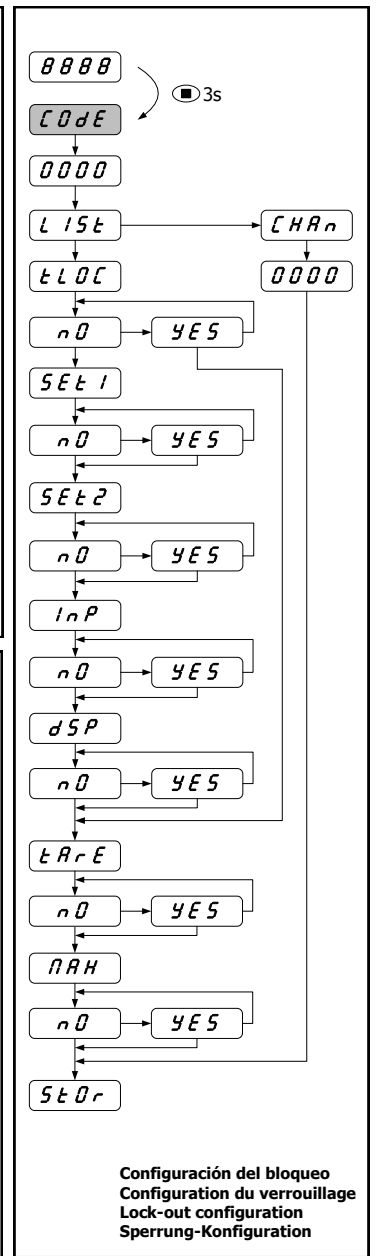 8888
3s
CODE
0000
LISt CHAn
tLOC 0000
nO YES
SEt1
nO YES
SEt2
nO YES
InP
nO YES
dSP
nO YES
tArE
nO YES
MAX
nO YES
StOr
Configuración del bloqueo
Configuration du verrouillage
Lock-out configuration
Sperrung-Konfiguration